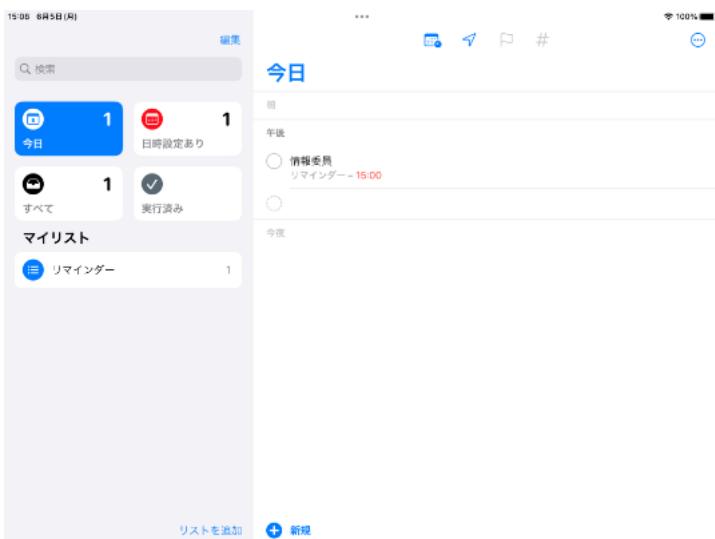 15:08 6月5日(月)
100%
編集
検索
今日
1
1
今日
日時設定あり
1
すべて
実行済み
マイリスト
リマインダー 1
リストを追加
朝
午後
情報委員
リマインダー – 15:00
今夜
新規